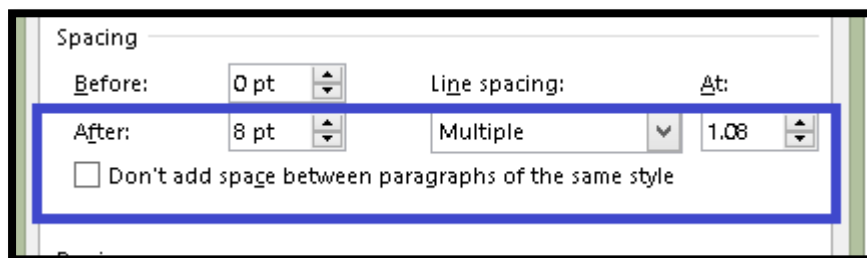 Spacing
Before: 0 pt Line spacing: At:
After: 8 pt Multiple 1.08
Don't add space between paragraphs of the same style